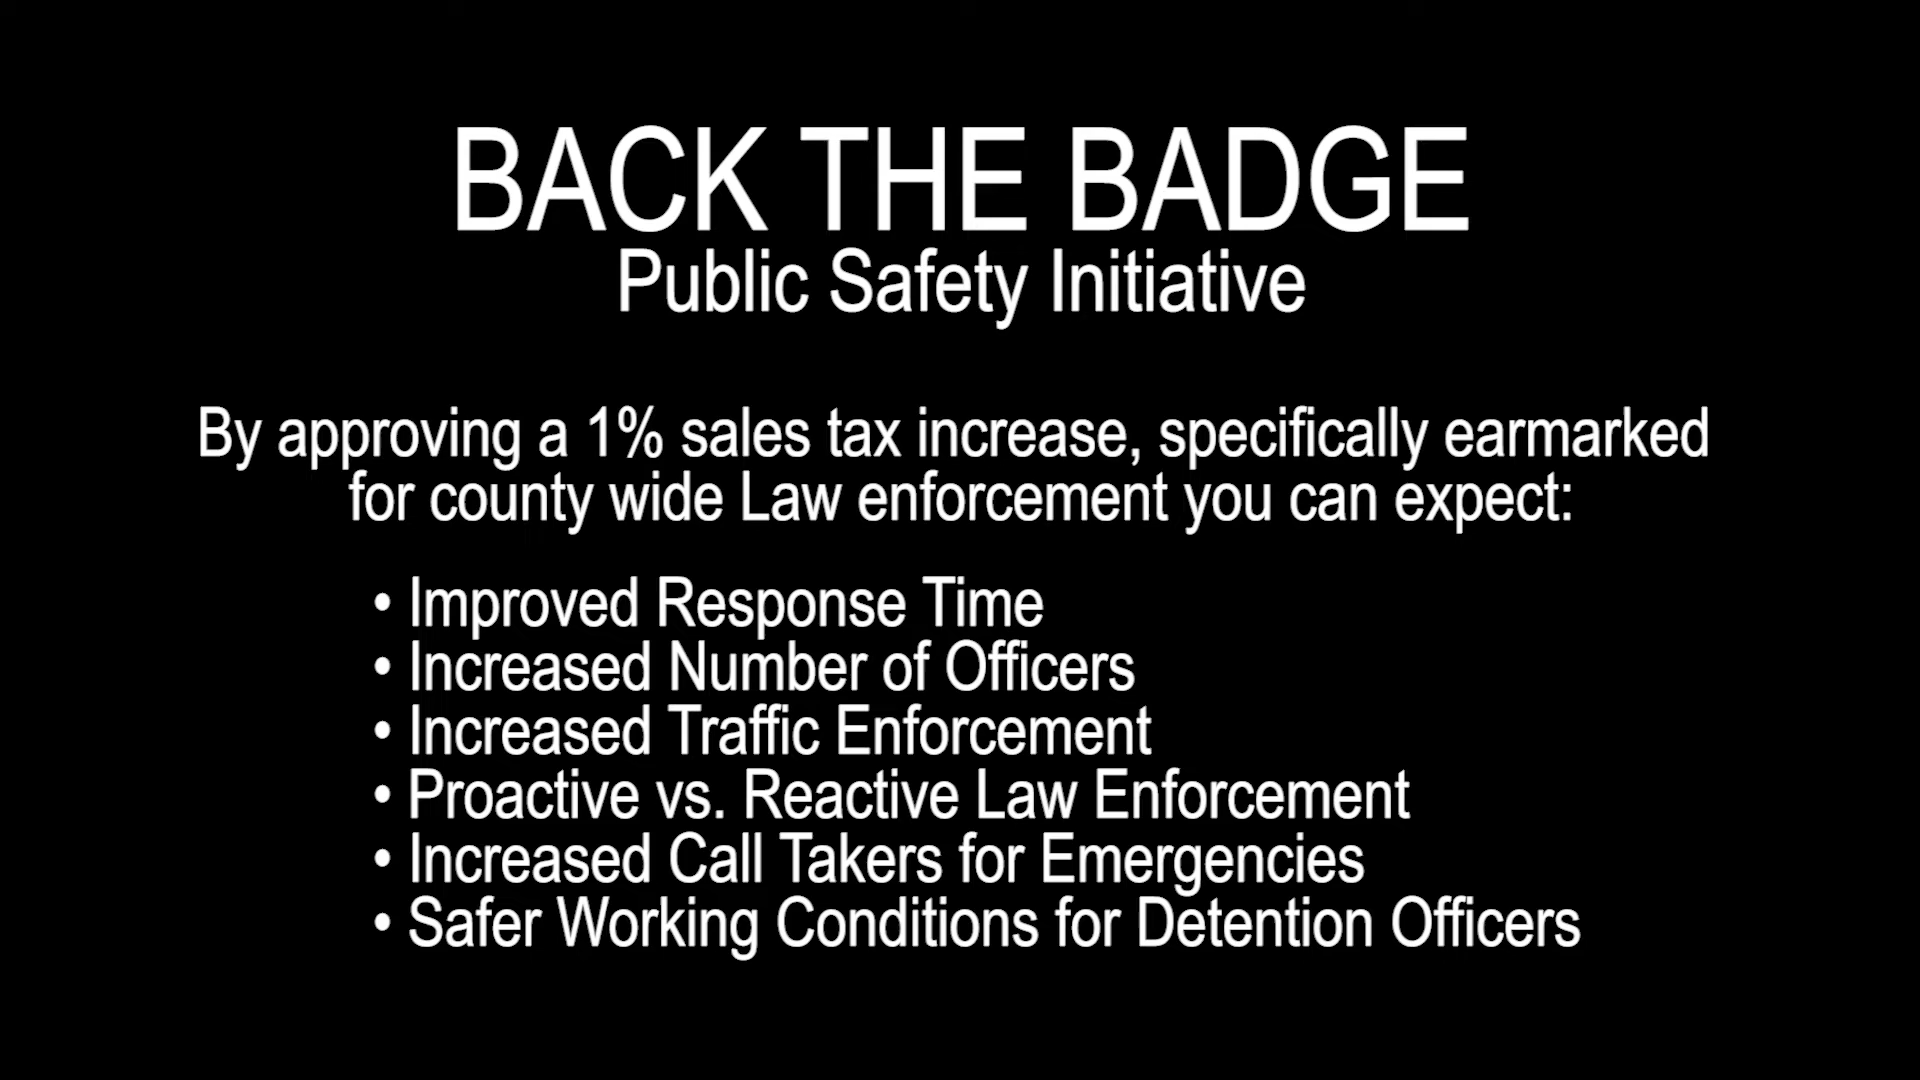 BACK THE BADGE
Public Safety Initiative
By approving a 1% sales tax increase, specifically earmarked
for county wide Law enforcement you can expect:
• Improved Response Time
• Increased Number of Officers
• Increased Traffic Enforcement
• Proactive vs. Reactive Law Enforcement
• Increased Call Takers for Emergencies
• Safer Working Conditions for Detention Officers